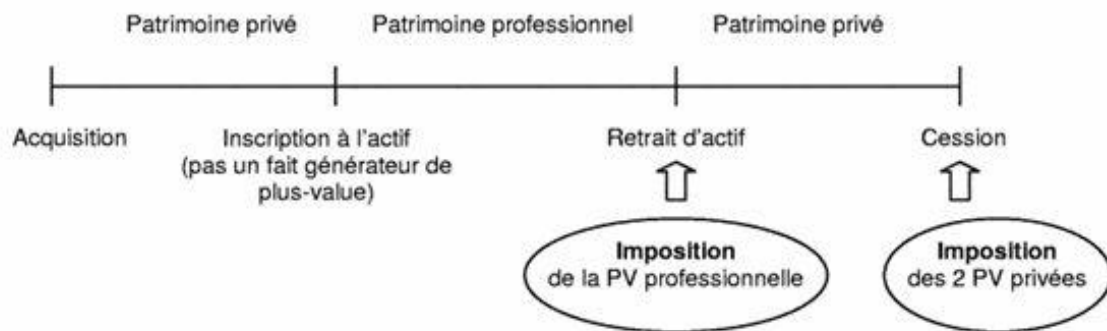 Patrimoine privé Patrimoine professionnel Patrimoine privé
Acquisition Inscription à l'actif Retrait d'actif Cession
(pas un fait générateur de
plus-value)
Imposition Imposition
de la PV professionnelle des 2 PV privées